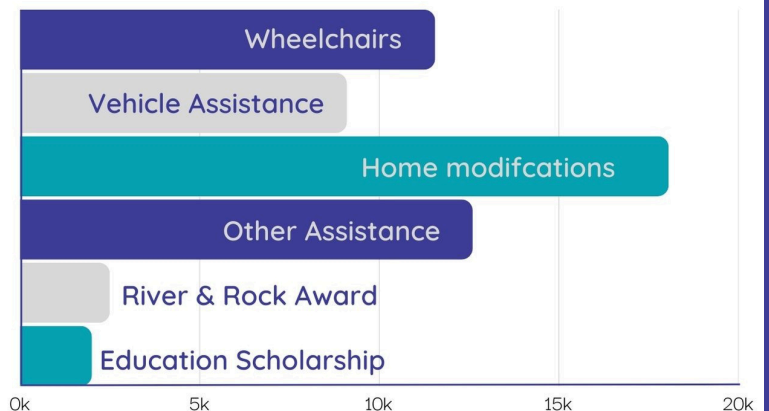 Wheelchairs
Vehicle Assistance
Home modifcations
Other Assistance
River & Rock Award
Education Scholarship
0k 5k 10k 15k 20k